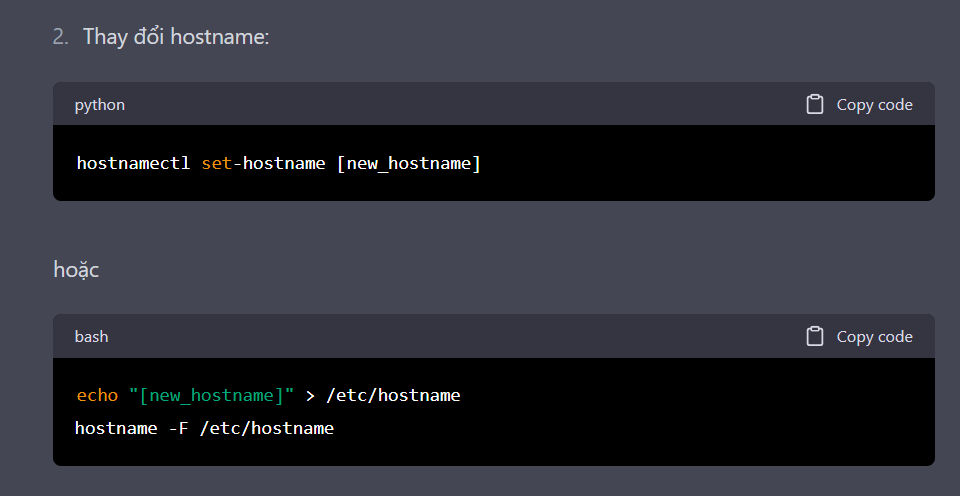 2. Thay đổi hostname:
python Copy code
hostnamectl set-hostname [new_hostname]
hoặc
bash Copy code
echo "[new_hostname]" > /etc/hostname
hostname -F /etc/hostname